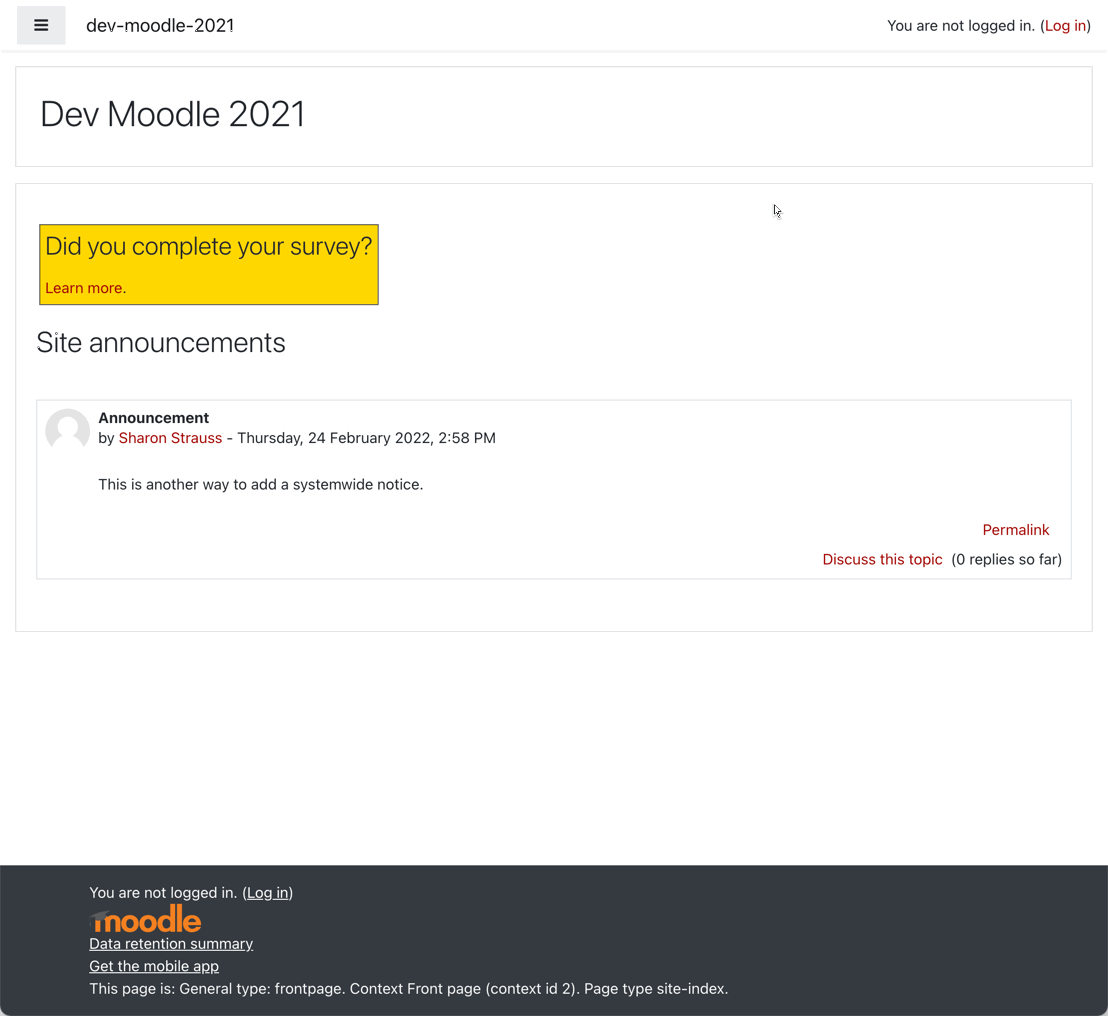 dev-moodle-2021
You are not logged in. (Log in)
Dev Moodle 2021
Did you complete your survey?
Learn more.
Site announcements
Announcement
by Sharon Strauss - Thursday, 24 February 2022, 2:58 PM
This is another way to add a systemwide notice.
Permalink
Discuss this topic (0 replies so far)
You are not logged in. (Log in)
moodle
Data retention summary
Get the mobile app
This page is: General type: frontpage. Context Front page (context id 2). Page type site-index.